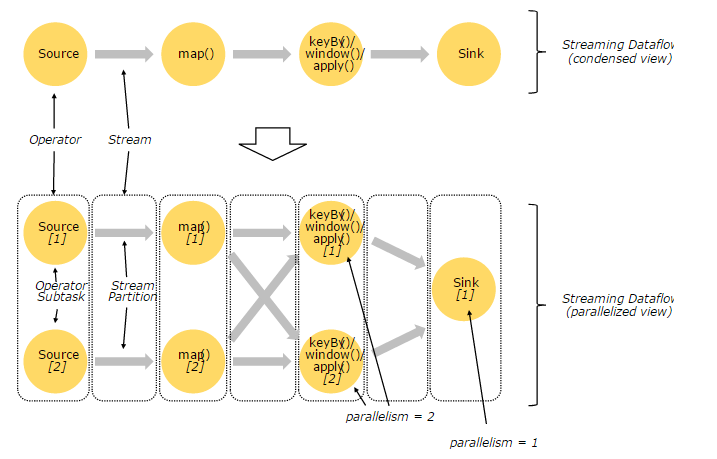 Source
map()
keyBy()/
window()/
apply()
Sink
Streaming Dataflow
(condensed view)
Operator
Stream
Source
[1]
map()
[1]
keyBy()/
window()/
apply()
[1]
Operator
Subtask
Stream
Partition
Sink
[1]
Streaming Dataflow
(parallelized view)
Source
[2]
map()
[2]
keyBy()/
window()/
apply()
[2]
parallelism = 2
parallelism = 1